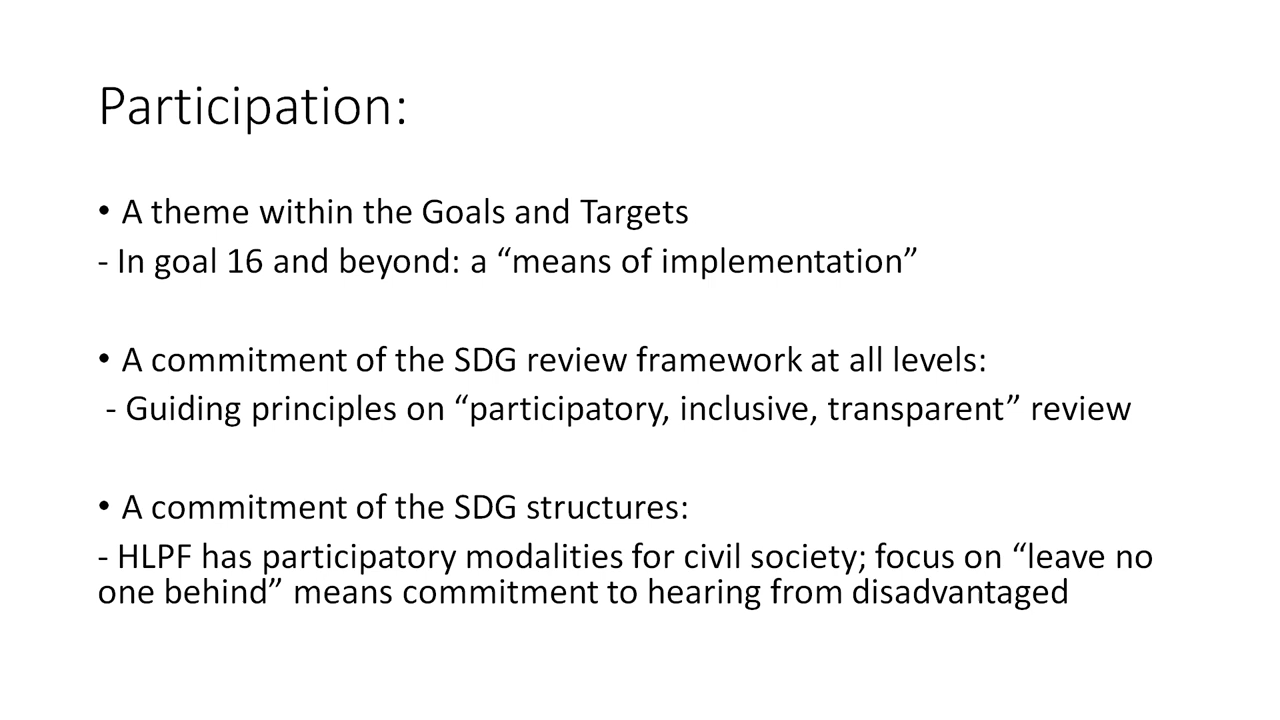 Participation:
• A theme within the Goals and Targets
- In goal 16 and beyond: a “means of implementation”
• A commitment of the SDG review framework at all levels:
- Guiding principles on “participatory, inclusive, transparent” review
• A commitment of the SDG structures:
- HLPF has participatory modalities for civil society; focus on “leave no
one behind” means commitment to hearing from disadvantaged